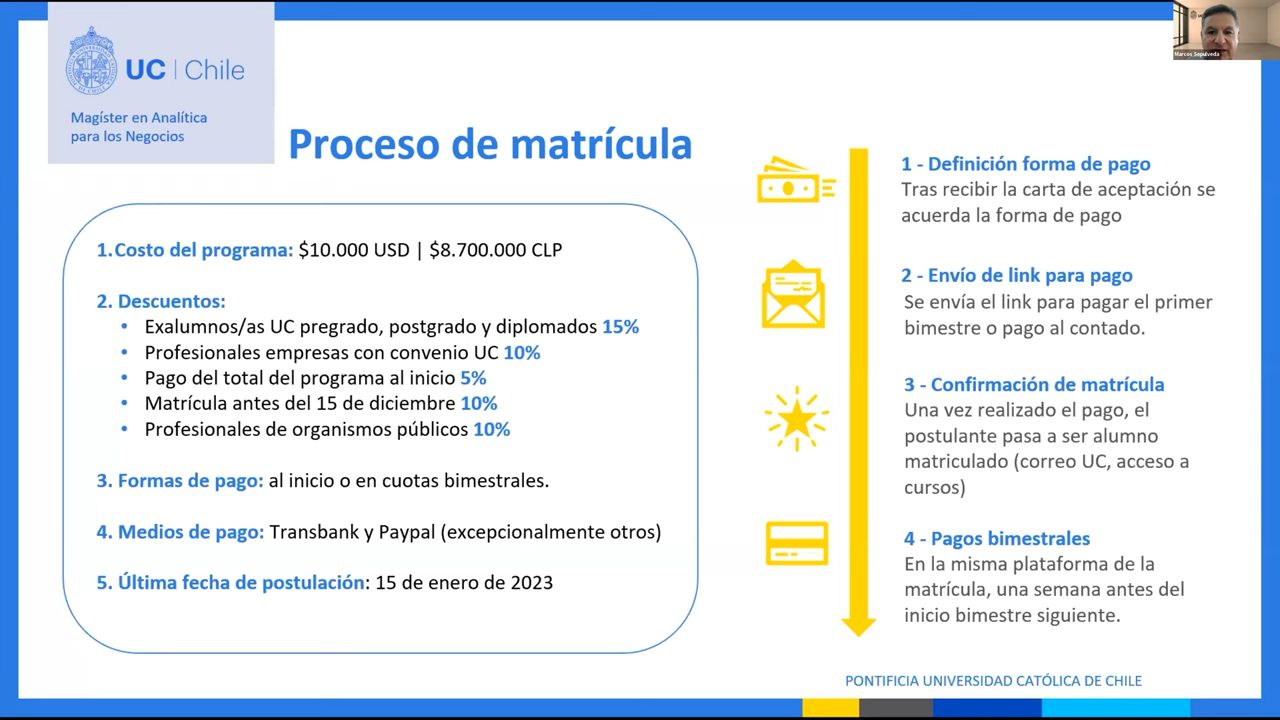 UC | Chile
Magíster en Analítica
para los Negocios
Marcos Sepulveda
Proceso de matrícula
1.Costo del programa: $10.000 USD | $8.700.000 CLP
2. Descuentos:
• Exalumnos/as UC pregrado, postgrado y diplomados 15%
• Profesionales empresas con convenio UC 10%
• Pago del total del programa al inicio 5%
• Matrícula antes del 15 de diciembre 10%
• Profesionales de organismos públicos 10%
3. Formas de pago: al inicio o en cuotas bimestrales.
4. Medios de pago: Transbank y Paypal (excepcionalmente otros)
5. Última fecha de postulación: 15 de enero de 2023
1 - Definición forma de pago
Tras recibir la carta de aceptación se
acuerda la forma de pago
2 - Envío de link para pago
Se envía el link para pagar el primer
bimestre o pago al contado.
3 - Confirmación de matrícula
Una vez realizado el pago, el
postulante pasa a ser alumno
matriculado (correo UC, acceso a
cursos)
4 - Pagos bimestrales
En la misma plataforma de la
matrícula, una semana antes del
inicio bimestre siguiente.
PONTIFICIA UNIVERSIDAD CATÓLICA DE CHILE